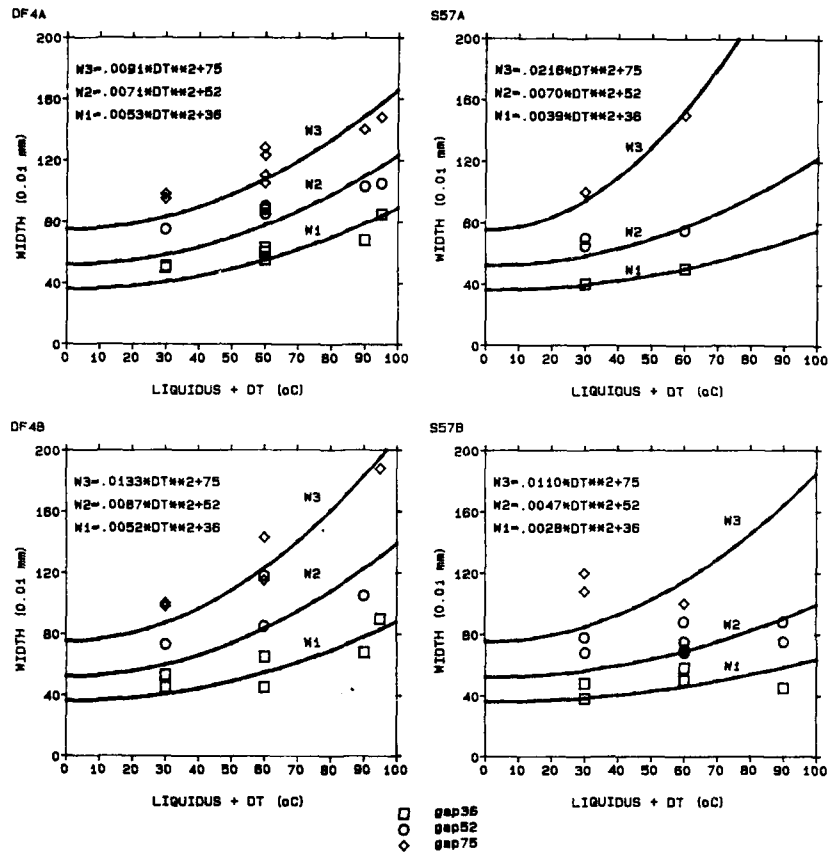 DF4A
W3=.0091*DT**2+75
W2=.0071*DT**2+52
W1=.0053*DT**2+36
W3
W2
W1
WIDTH (0.01 mm)
200
160
120
80
40
0
0 10 20 30 40 50 60 70 80 90 100
LIQUIDUS + DT (oC)
S57A
W3=.0216*DT**2+75
W2=.0070*DT**2+52
W1=.0039*DT**2+36
W3
W2
W1
WIDTH (0.01 mm)
200
160
120
80
40
0
0 10 20 30 40 50 60 70 80 90 100
LIQUIDUS + DT (oC)
DF4B
W3=.0133*DT**2+75
W2=.0087*DT**2+52
W1=.0052*DT**2+36
W3
W2
W1
WIDTH (0.01 mm)
200
160
120
80
40
0
0 10 20 30 40 50 60 70 80 90 100
LIQUIDUS + DT (oC)
S57B
W3=.0110*DT**2+75
W2=.0047*DT**2+52
W1=.0028*DT**2+36
W3
W2
W1
WIDTH (0.01 mm)
200
160
120
80
40
0
0 10 20 30 40 50 60 70 80 90 100
LIQUIDUS + DT (oC)
gap36
gap52
gap75